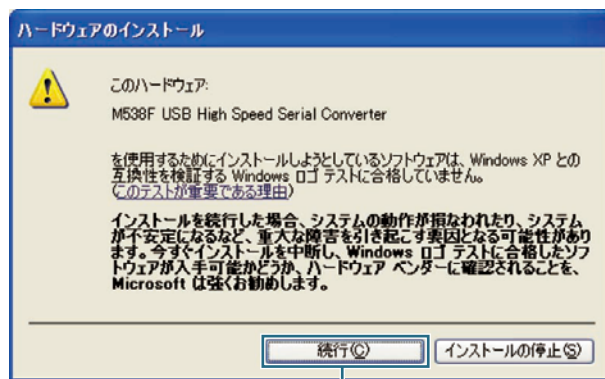 ハードウェアのインストール
このハードウェア:
M538F USB High Speed Serial Converter
を使用するためにインストールしようとしているソフトウェアは、Windows XP との
互換性を検証する Windows ロゴ テストに合格していません。
(このテストが重要である理由)
インストールを続行した場合、システムの動作が損なわれたり、システム
が不安定になるなど、重大な障害を引き起こす要因となる可能性があり
ます。今すぐインストールを中断し、Windows ロゴ テストに合格したソフ
トウェアが入手可能かどうか、ハードウェア ベンダーに確認されることを、
Microsoft は強くお勧めします。
続行(C)
インストールの停止(S)